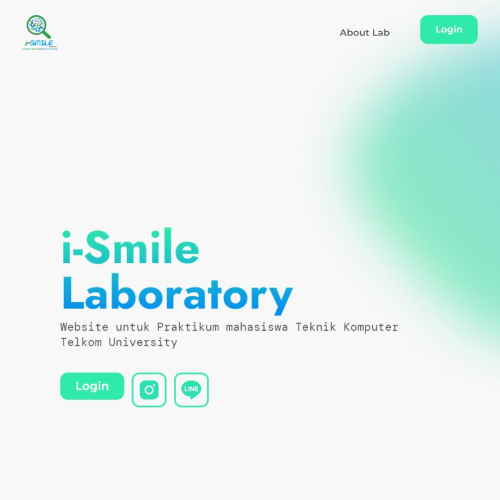 i-SMILE
About Lab
Login
i-Smile
Laboratory
Website untuk Praktikum mahasiswa Teknik Komputer
Telkom University
Login
LINE